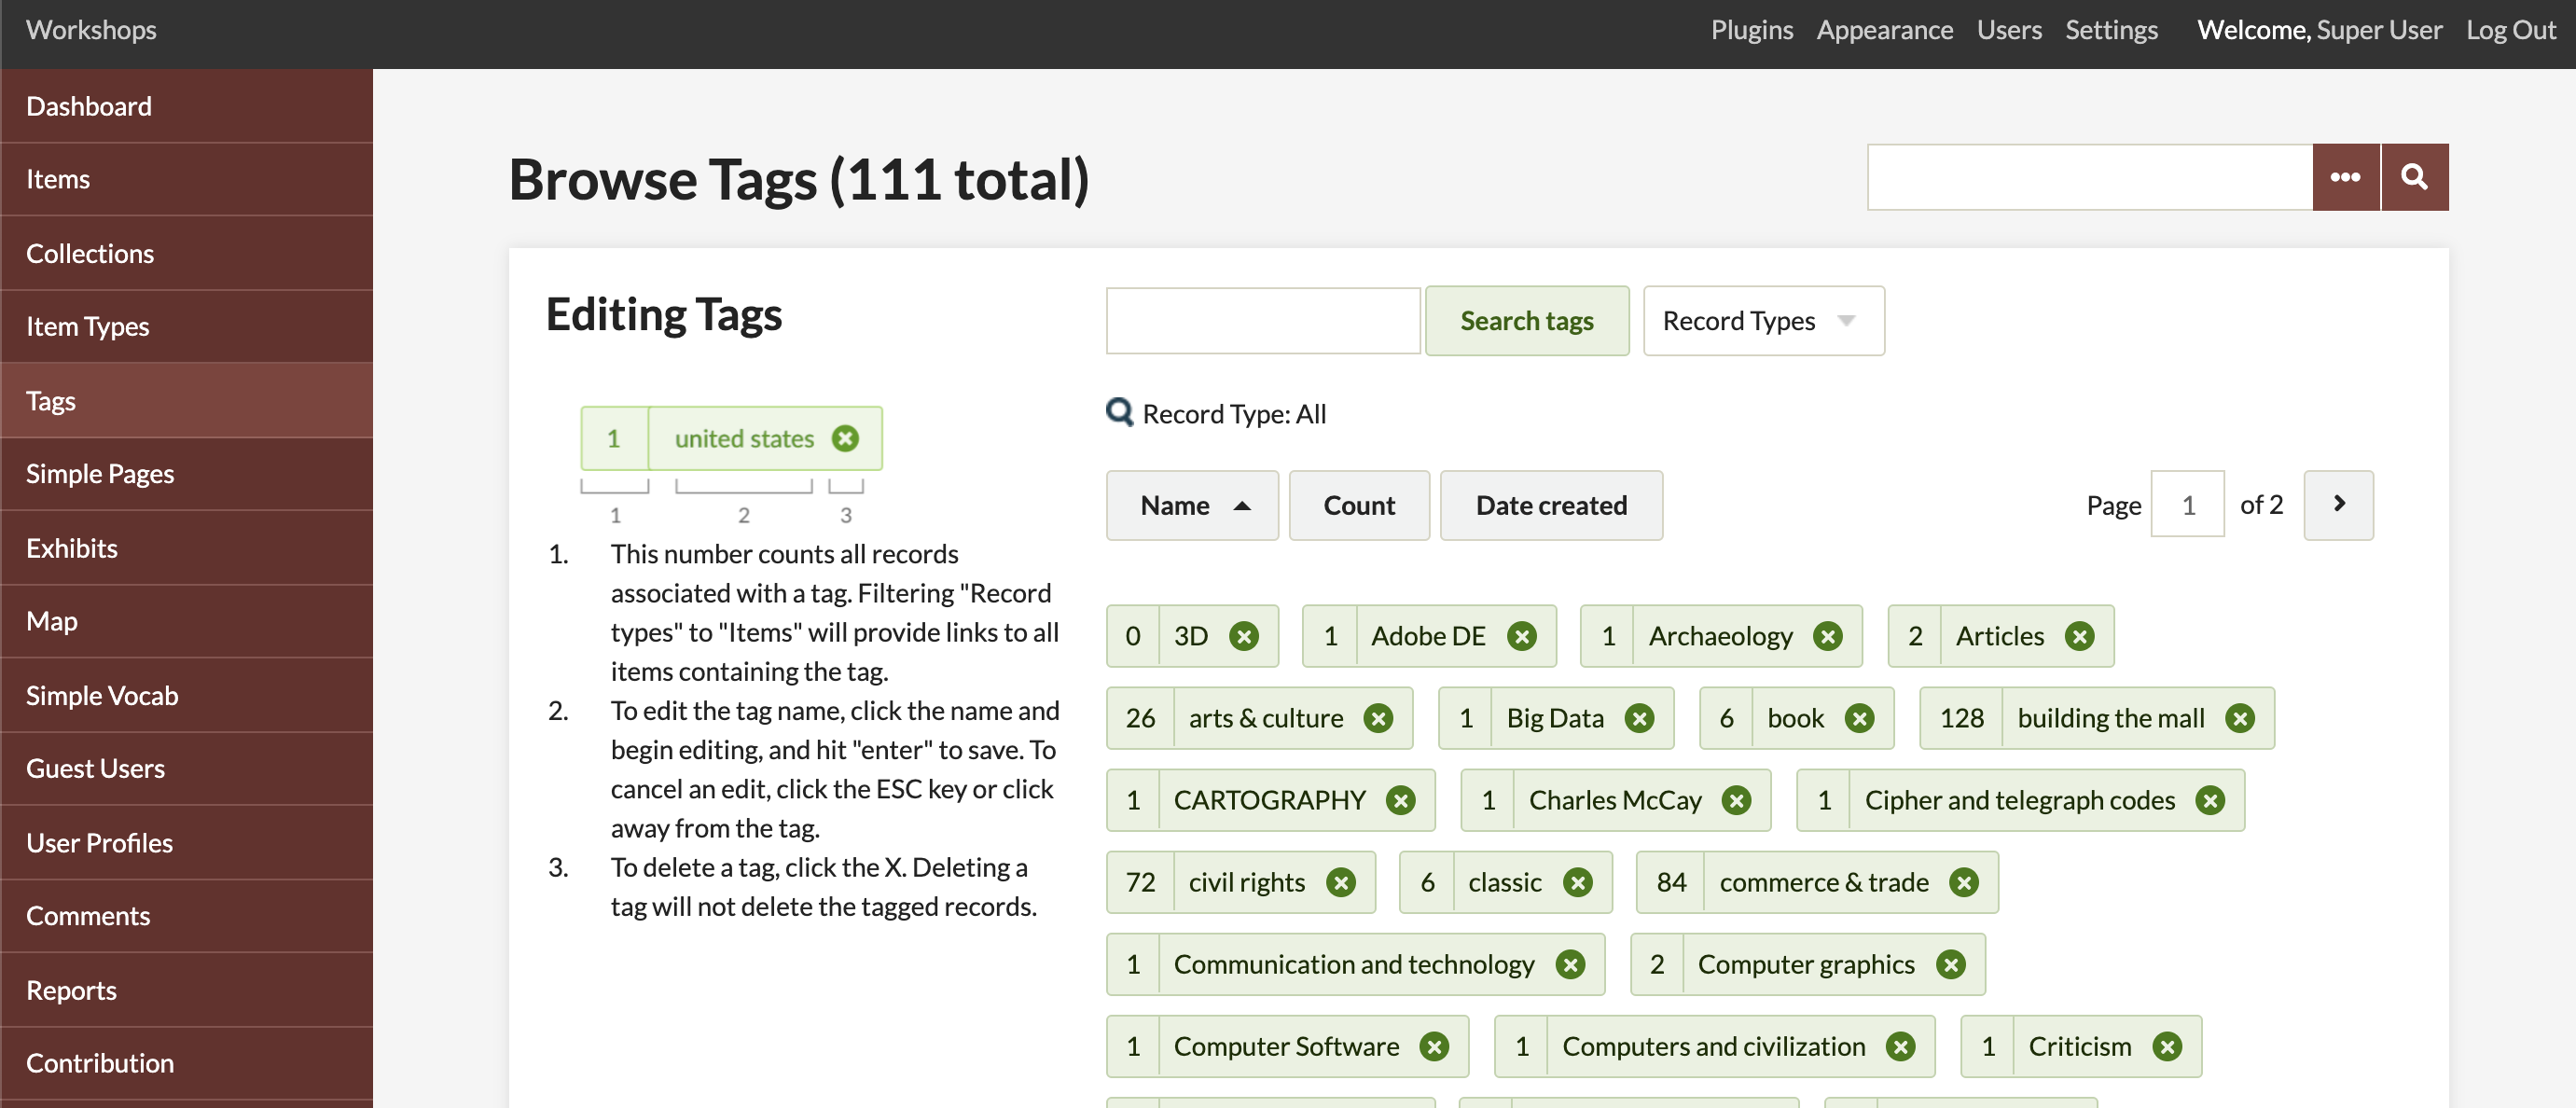 Workshops
Plugins Appearance Users Settings Welcome, Super User Log Out
Dashboard
Items
Collections
Item Types
Tags
Simple Pages
Exhibits
Map
Simple Vocab
Guest Users
User Profiles
Comments
Reports
Contribution
Browse Tags (111 total)
Editing Tags
1 united states
1 2 3
1. This number counts all records
associated with a tag. Filtering "Record
types" to "Items" will provide links to all
items containing the tag.
2. To edit the tag name, click the name and
begin editing, and hit "enter" to save. To
cancel an edit, click the ESC key or click
away from the tag.
3. To delete a tag, click the X. Deleting a
tag will not delete the tagged records.
Search tags Record Types
Record Type: All
Name Count Date created Page 1 of 2
0 3D 1 Adobe DE 1 Archaeology 2 Articles
26 arts & culture 1 Big Data 6 book 128 building the mall
1 CARTOGRAPHY 1 Charles McCay 1 Cipher and telegraph codes
72 civil rights 6 classic 84 commerce & trade
1 Communication and technology 2 Computer graphics
1 Computer Software 1 Computers and civilization 1 Criticism